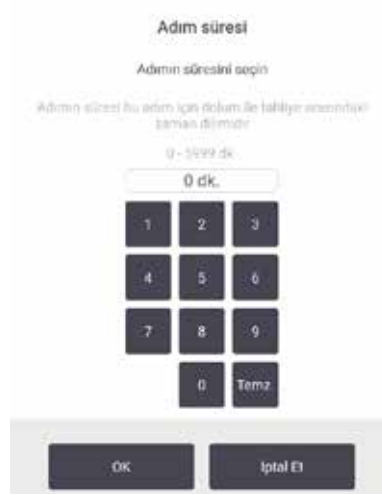 Adım süresi
Adımın süresini seçin
Adımın süresi bu adım için dolum ile tahliye arasındaki
zaman dilimidir
0 - 5999 dk
0 dk.
1 2 3
4 5 6
7 8 9
0 Temz
OK İptal Et